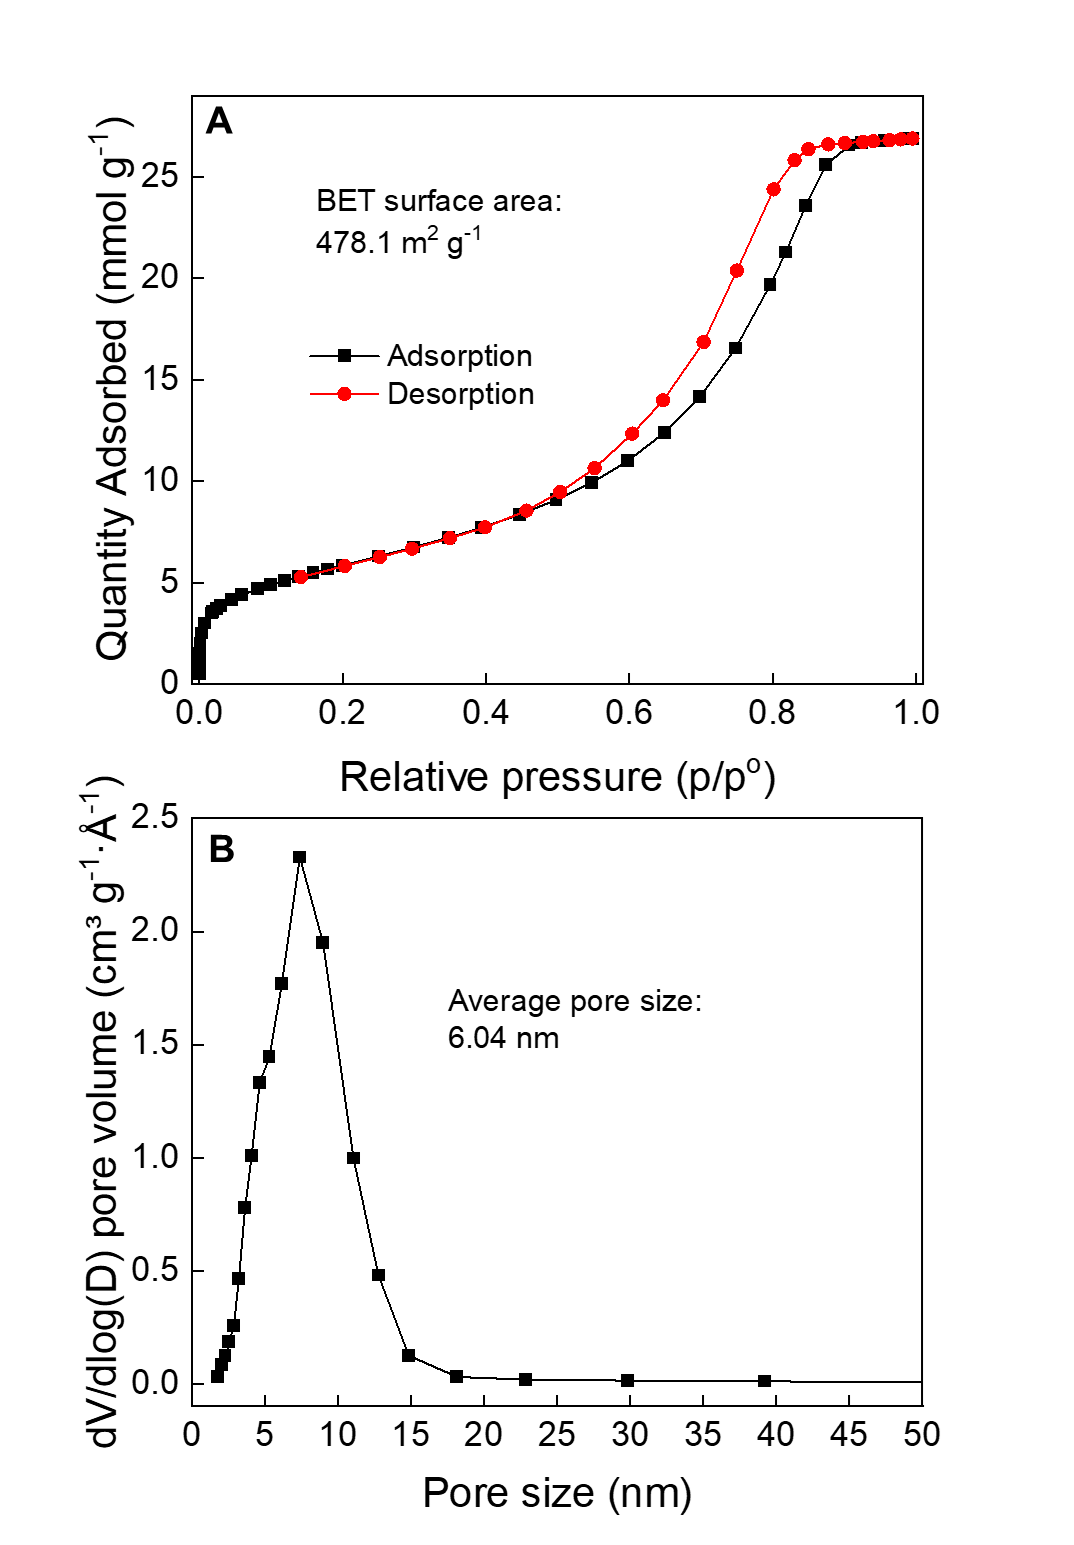 A
BET surface area:
478.1 m² g⁻¹
Adsorption
Desorption
Quantity Adsorbed (mmol g⁻¹)
25
20
15
10
5
0
0.0 0.2 0.4 0.6 0.8 1.0
Relative pressure (p/pᵒ)
B
Average pore size:
6.04 nm
dV/dlog(D) pore volume (cm³ g⁻¹·Å⁻¹)
2.5
2.0
1.5
1.0
0.5
0.0
0 5 10 15 20 25 30 35 40 45 50
Pore size (nm)